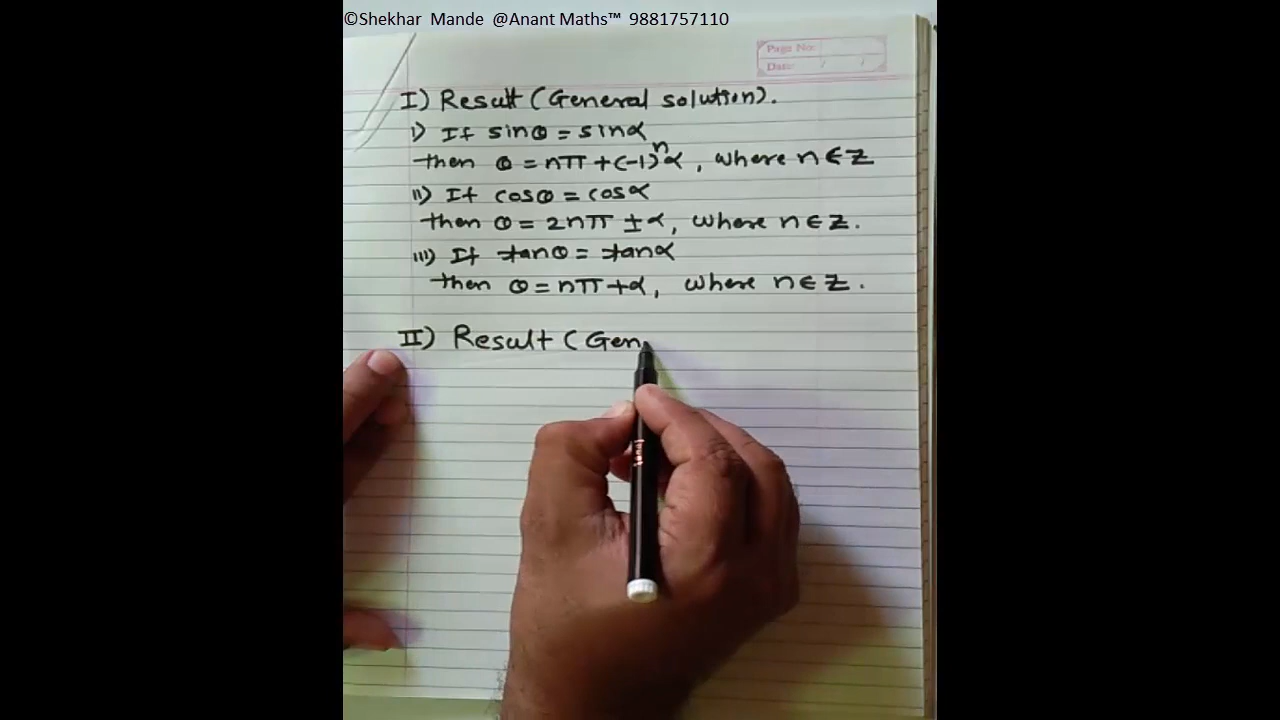 ©Shekhar Mande @Anant Maths™ 9881757110
Page No:
Date: / /
I) Result (General solution).
i) If sinθ = sinα
then θ = nπ + (-1)ⁿα , where n ∈ Z
ii) If cosθ = cosα
then θ = 2nπ ± α, where n ∈ Z.
iii) If tanθ = tanα
then θ = nπ + α, where n ∈ Z.
II) Result ( Gen